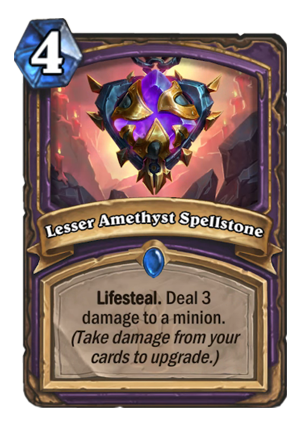 4
Lesser Amethyst Spellstone
Lifesteal. Deal 3
damage to a minion.
(Take damage from your
cards to upgrade.)